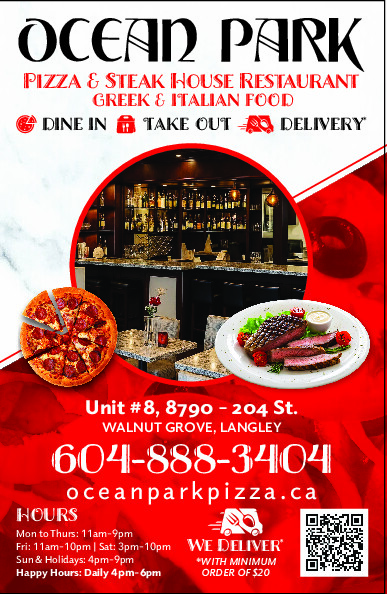 OCEAN PARK
PIZZA & STEAK HOUSE RESTAURANT
GREEK & ITALIAN FOOD
DINE IN TAKE OUT DELIVERY*
Unit #8, 8790 - 204 St.
WALNUT GROVE, LANGLEY
604-888-3404
oceanparkpizza.ca
HOURS
Mon to Thurs: 11am-9pm
Fri: 11am-10pm | Sat: 3pm-10pm
Sun & Holidays: 4pm-9pm
Happy Hours: Daily 4pm-6pm
WE DELIVER*
*WITH MINIMUM
ORDER OF $20